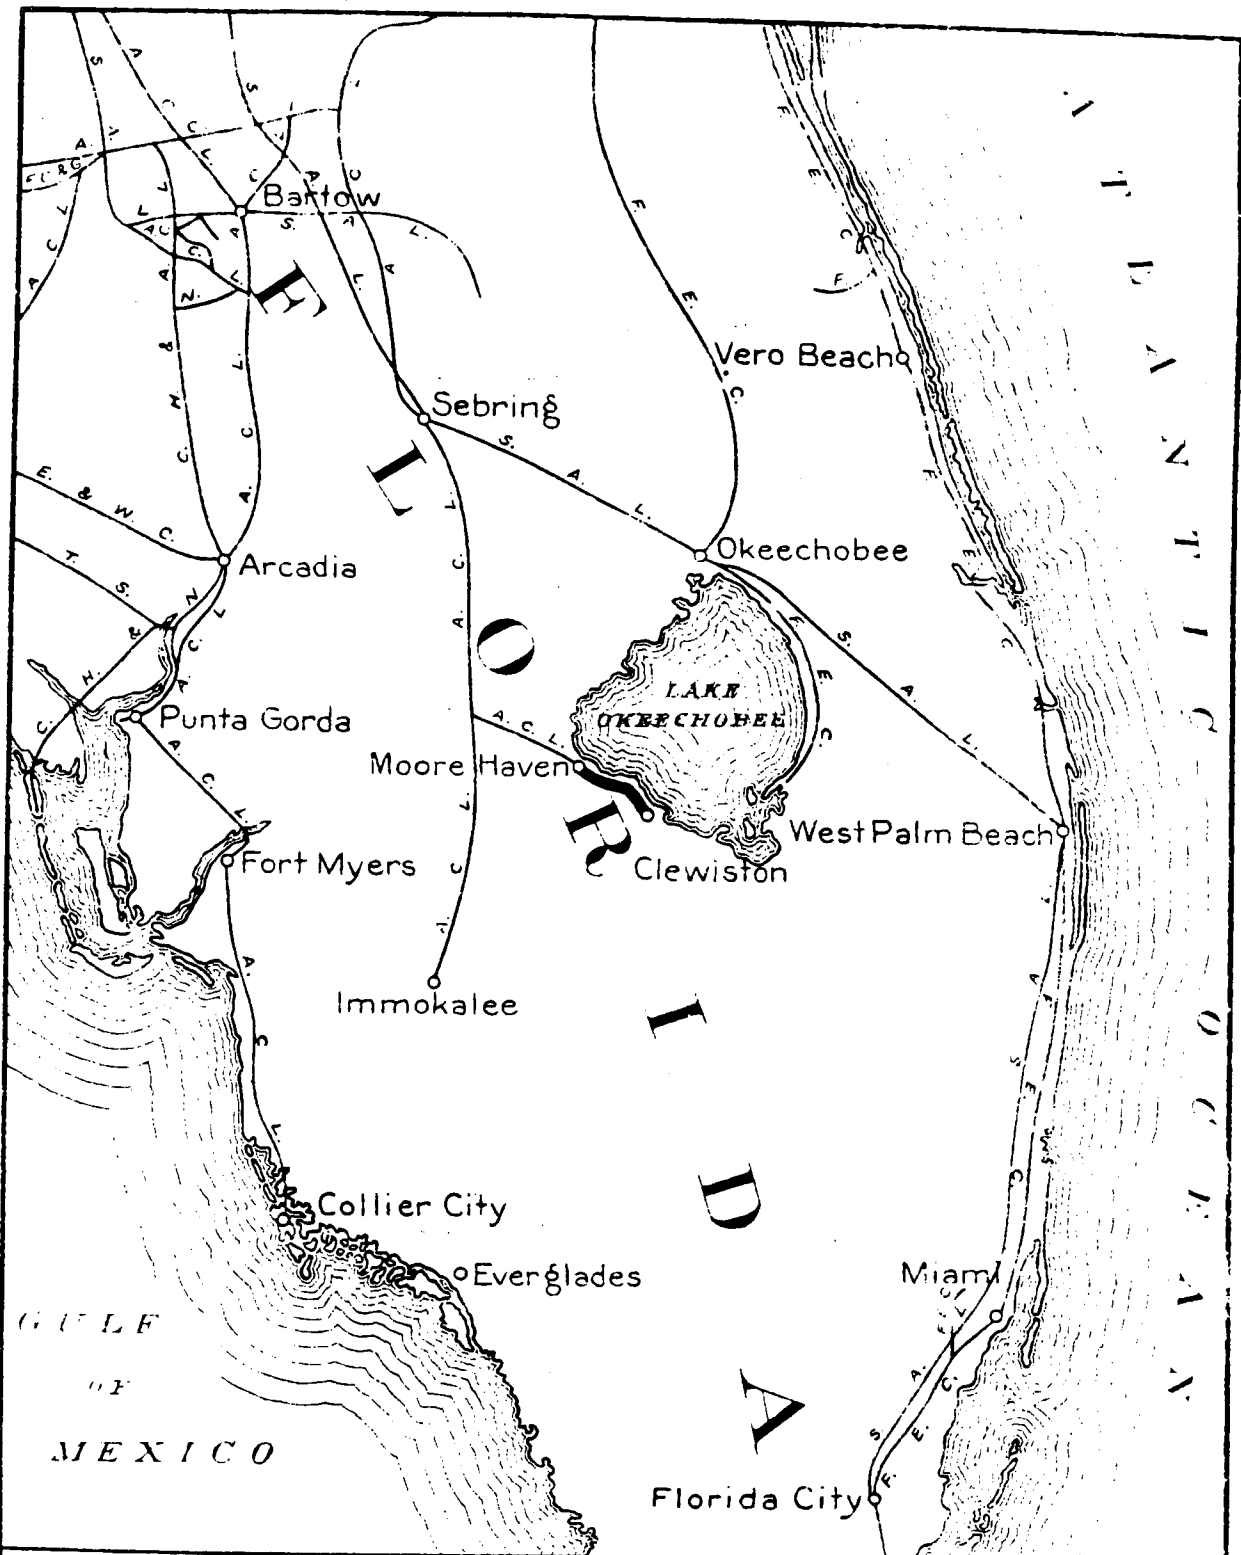 Bartow
Vero Beach
Sebring
S. A. L.
E. & W. C.
Okeechobee
Arcadia
T. S.
F. E. C.
S. A. L.
LAKE
OKEECHOBEE
C. H. & N.
Punta Gorda
A. C. L.
A. C. L.
Moore Haven
West Palm Beach
Fort Myers
Clewiston
Immokalee
Collier City
Miami
Everglades
GULF
OF
MEXICO
Florida City
FLORIDA
ATLANTIC OCEAN